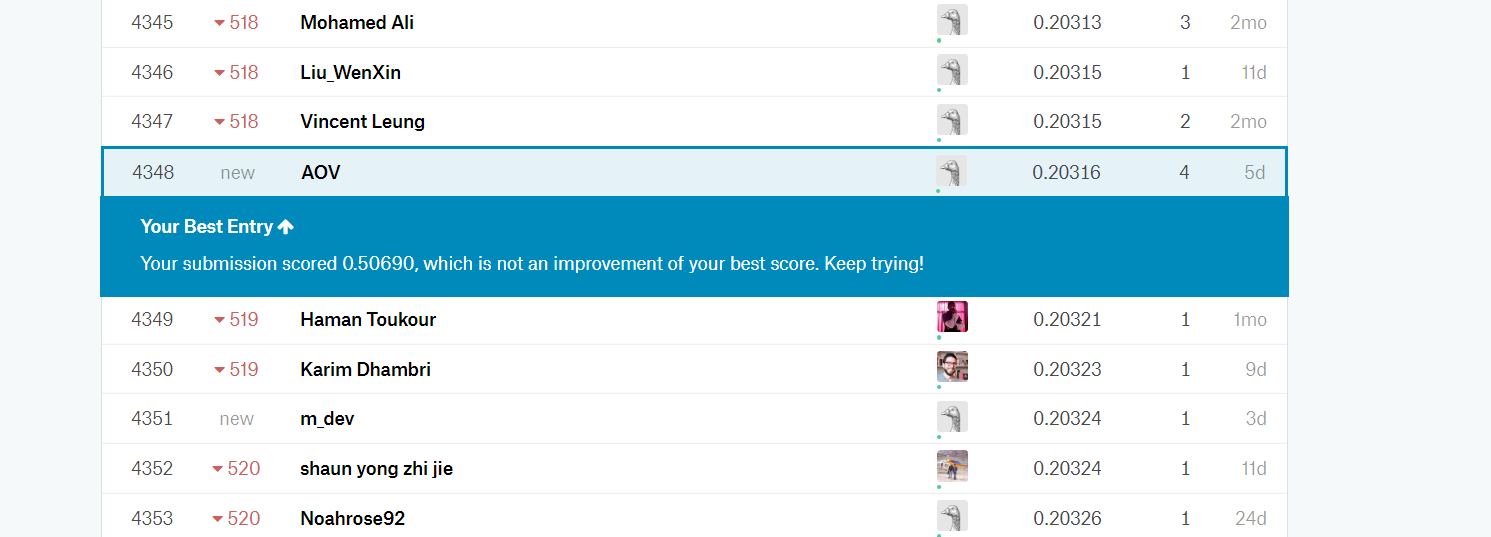 4345 518 Mohamed Ali 0.20313 3 2mo
4346 518 Liu_WenXin 0.20315 1 11d
4347 518 Vincent Leung 0.20315 2 2mo
4348 new AOV 0.20316 4 5d
Your Best Entry
Your submission scored 0.50690, which is not an improvement of your best score. Keep trying!
4349 519 Haman Toukour 0.20321 1 1mo
4350 519 Karim Dhambri 0.20323 1 9d
4351 new m_dev 0.20324 1 3d
4352 520 shaun yong zhi jie 0.20324 1 11d
4353 520 Noahrose92 0.20326 1 24d